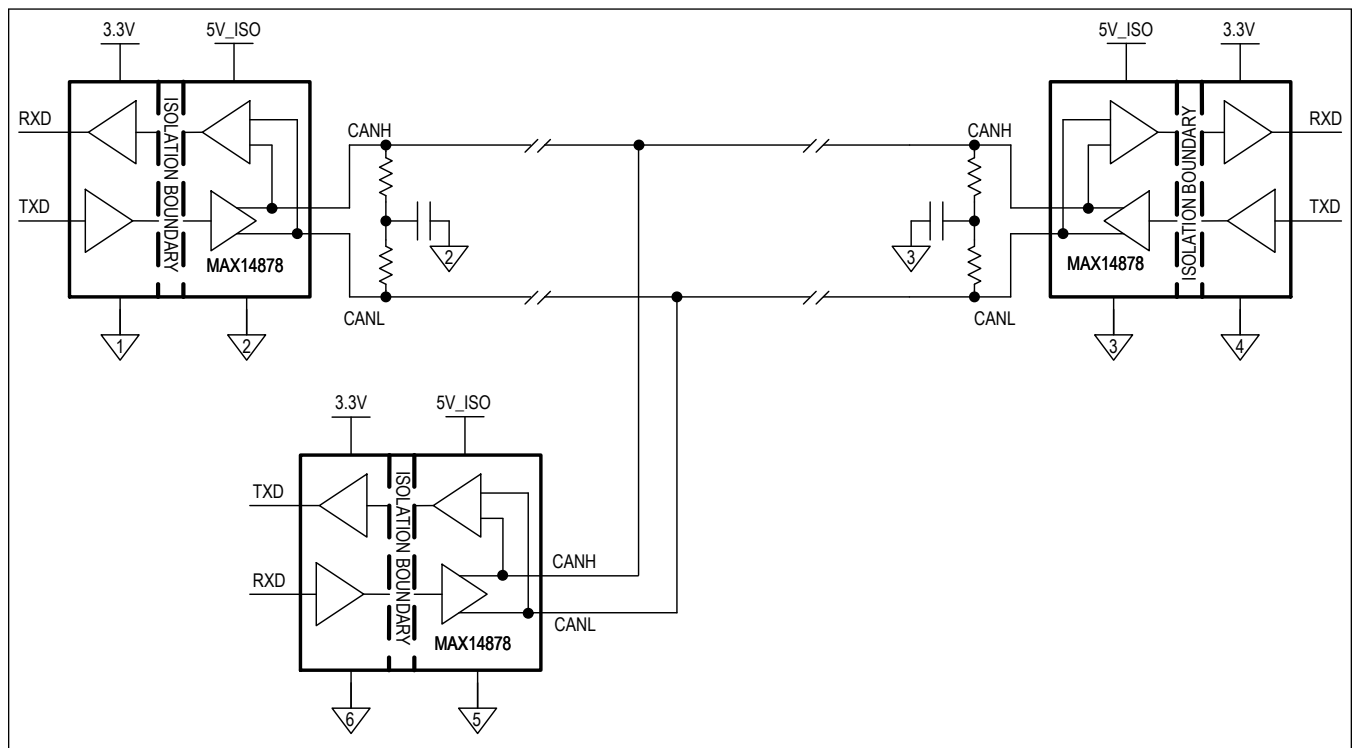 3.3V
5V_ISO
5V_ISO
3.3V
RXD
ISOLATION BOUNDARY
CANH
CANH
ISOLATION BOUNDARY
RXD
TXD
TXD
2
3
MAX14878
MAX14878
CANL
CANL
1
2
3
4
3.3V
5V_ISO
TXD
ISOLATION BOUNDARY
CANH
RXD
CANL
MAX14878
6
5